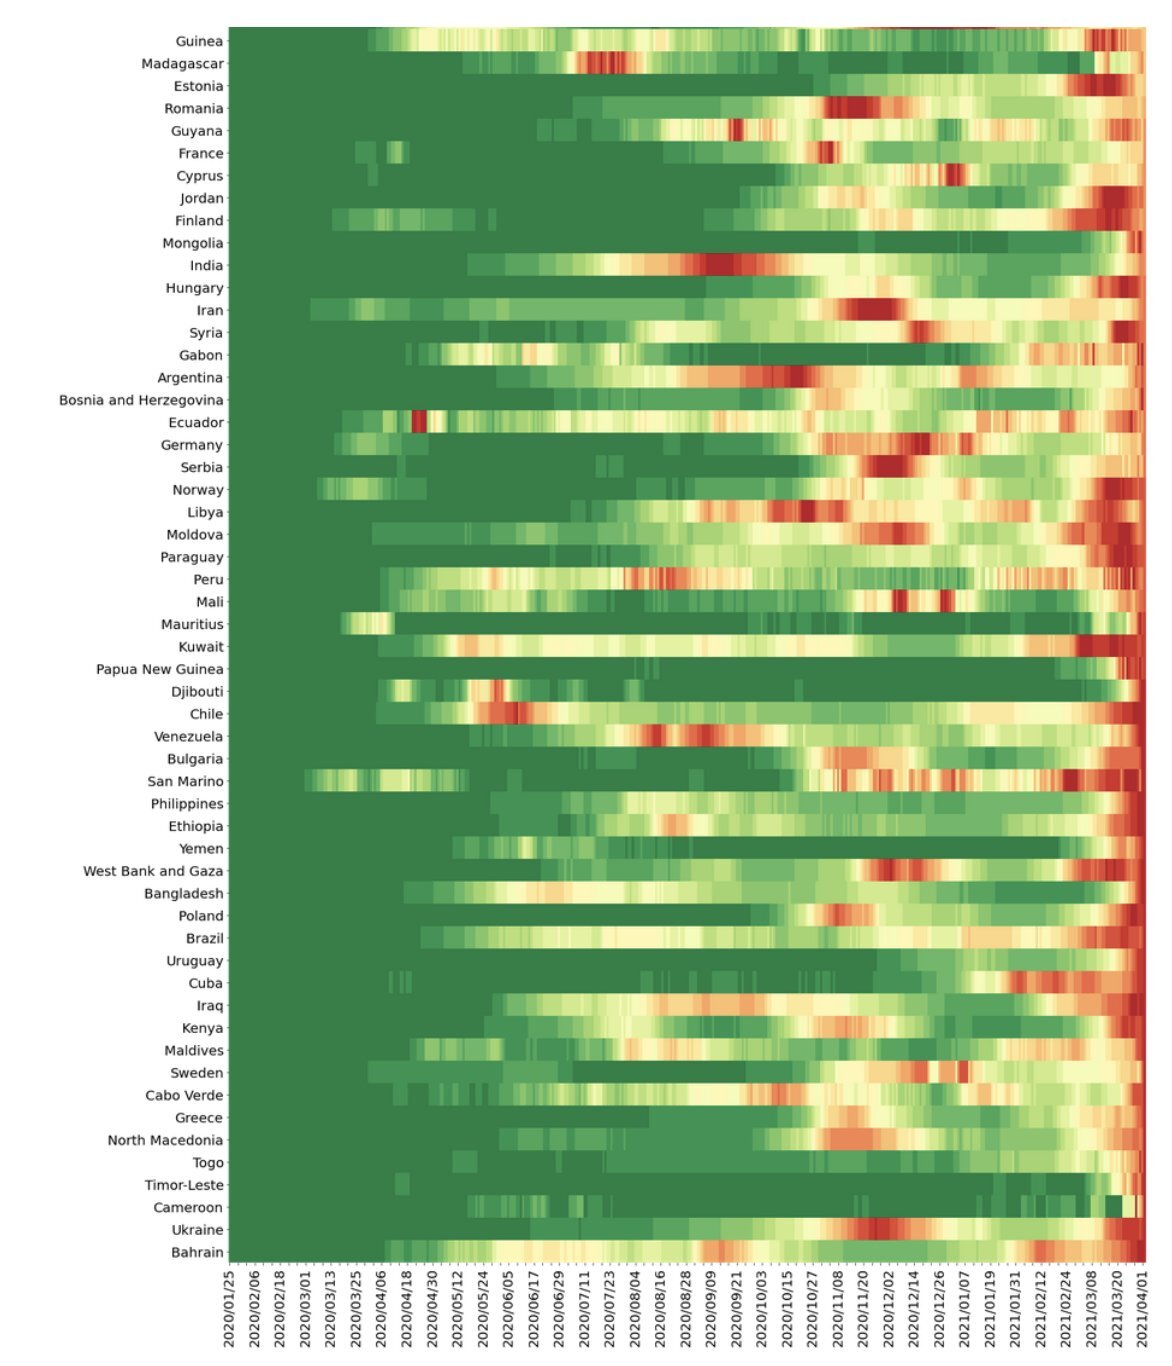 Guinea
Madagascar
Estonia
Romania
Guyana
France
Cyprus
Jordan
Finland
Mongolia
India
Hungary
Iran
Syria
Gabon
Argentina
Bosnia and Herzegovina
Ecuador
Germany
Serbia
Norway
Libya
Moldova
Paraguay
Peru
Mali
Mauritius
Kuwait
Papua New Guinea
Djibouti
Chile
Venezuela
Bulgaria
San Marino
Philippines
Ethiopia
Yemen
West Bank and Gaza
Bangladesh
Poland
Brazil
Uruguay
Cuba
Iraq
Kenya
Maldives
Sweden
Cabo Verde
Greece
North Macedonia
Togo
Timor-Leste
Cameroon
Ukraine
Bahrain
2020/01/25
2020/02/06
2020/02/18
2020/03/01
2020/03/13
2020/03/25
2020/04/06
2020/04/18
2020/04/30
2020/05/12
2020/05/24
2020/06/05
2020/06/17
2020/06/29
2020/07/11
2020/07/23
2020/08/04
2020/08/16
2020/08/28
2020/09/09
2020/09/21
2020/10/03
2020/10/15
2020/10/27
2020/11/08
2020/11/20
2020/12/02
2020/12/14
2020/12/26
2021/01/07
2021/01/19
2021/01/31
2021/02/12
2021/02/24
2021/03/08
2021/03/20
2021/04/01